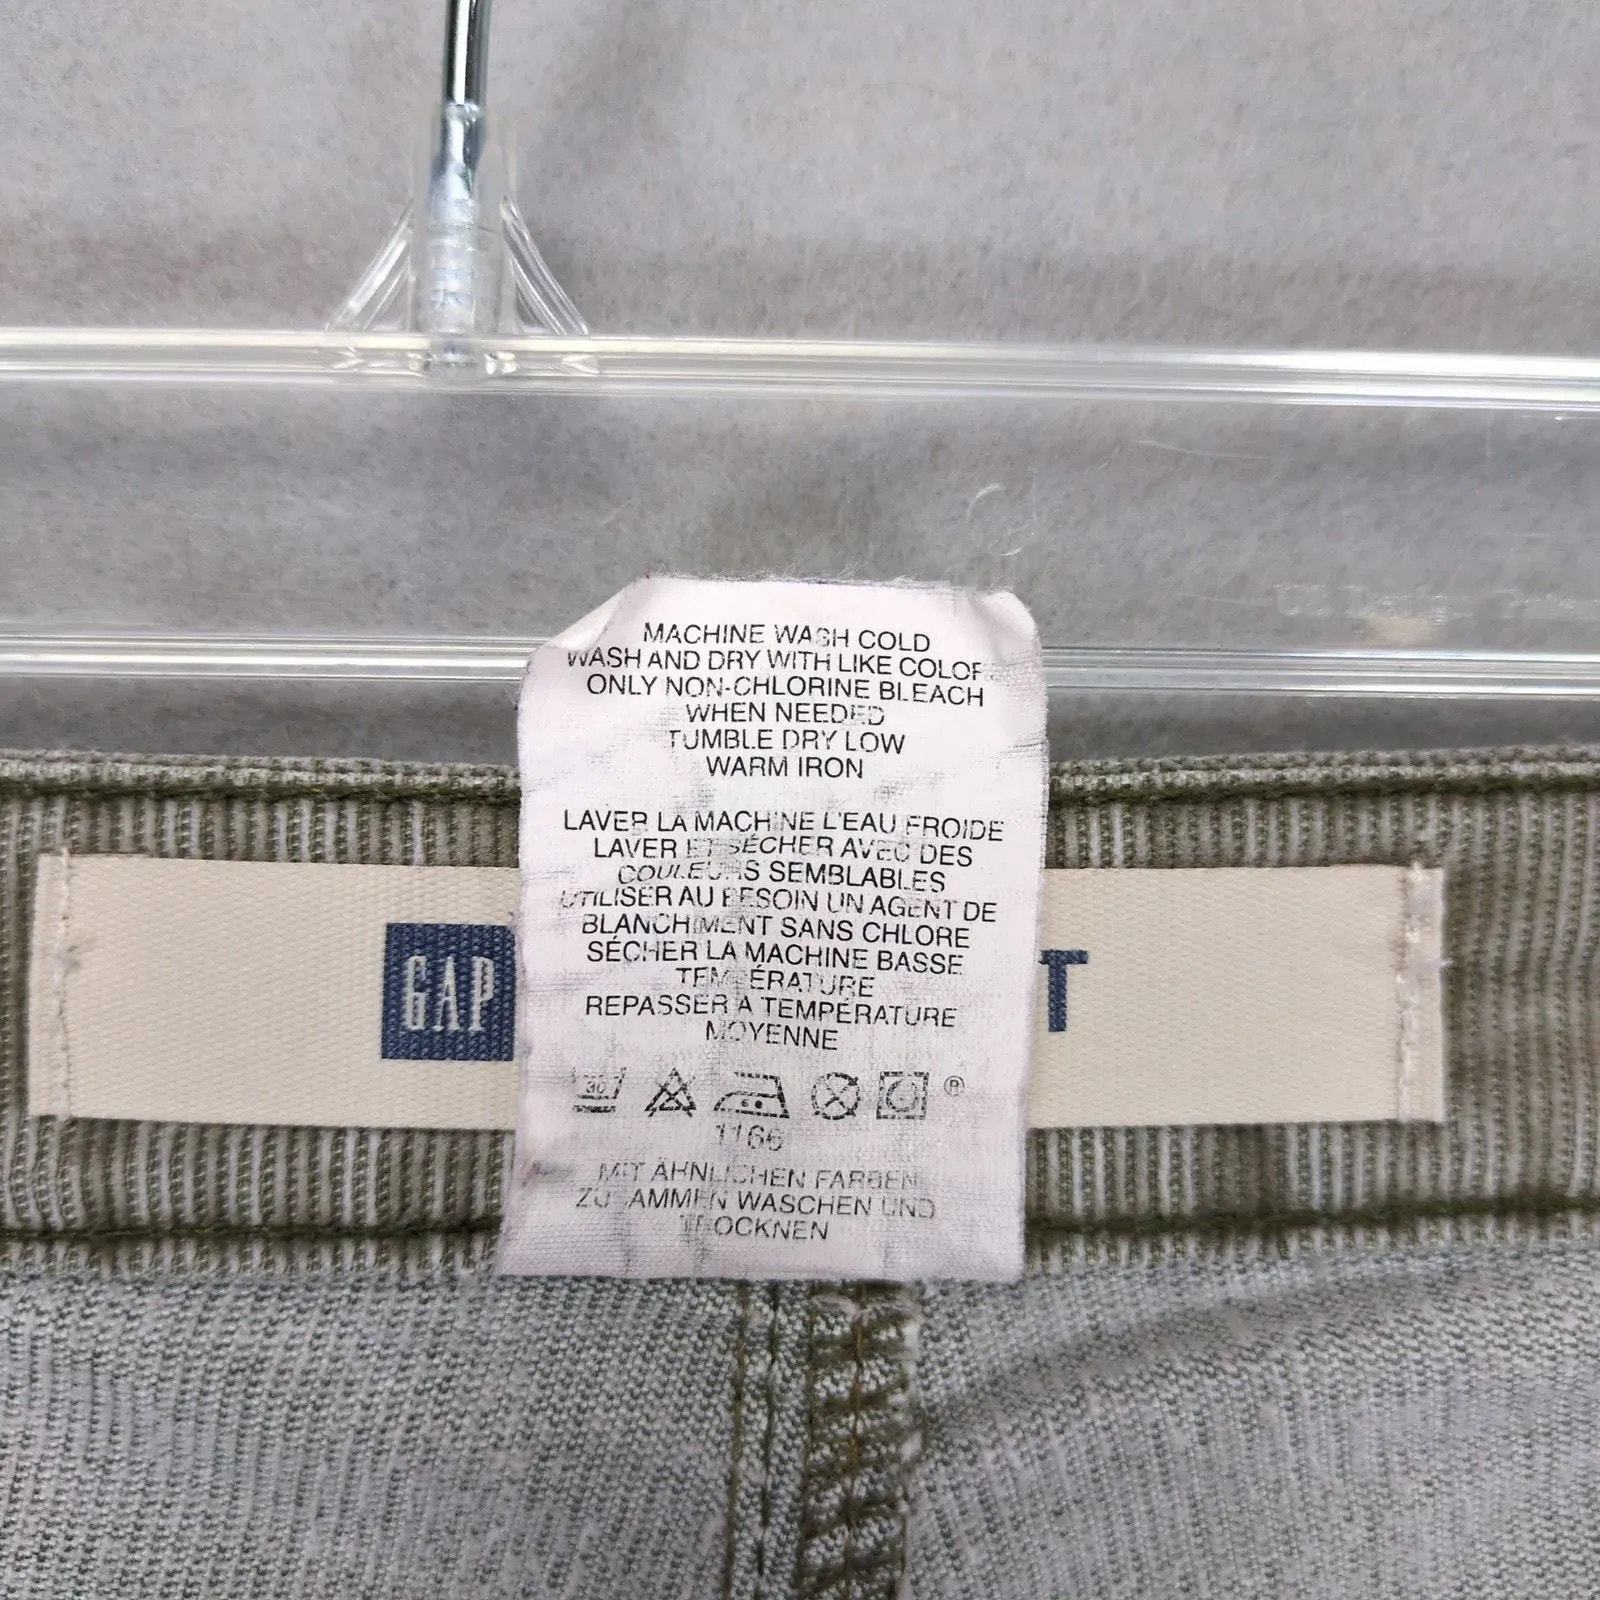 MACHINE WASH COLD
WASH AND DRY WITH LIKE COLORS
ONLY NON-CHLORINE BLEACH
WHEN NEEDED
TUMBLE DRY LOW
WARM IRON
LAVER LA MACHINE L'EAU FROIDE
LAVER ET SÉCHER AVEC DES
COULEURS SEMBLABLES
UTILISER AU BESOIN UN AGENT DE
BLANCHIMENT SANS CHLORE
SÉCHER LA MACHINE BASSE
TEMPÉRATURE
REPASSER A TEMPÉRATURE
MOYENNE
GAP T
30 ®
1166
MIT ÄHNLICHEN FARBEN
ZUSAMMEN WASCHEN UND
TROCKNEN